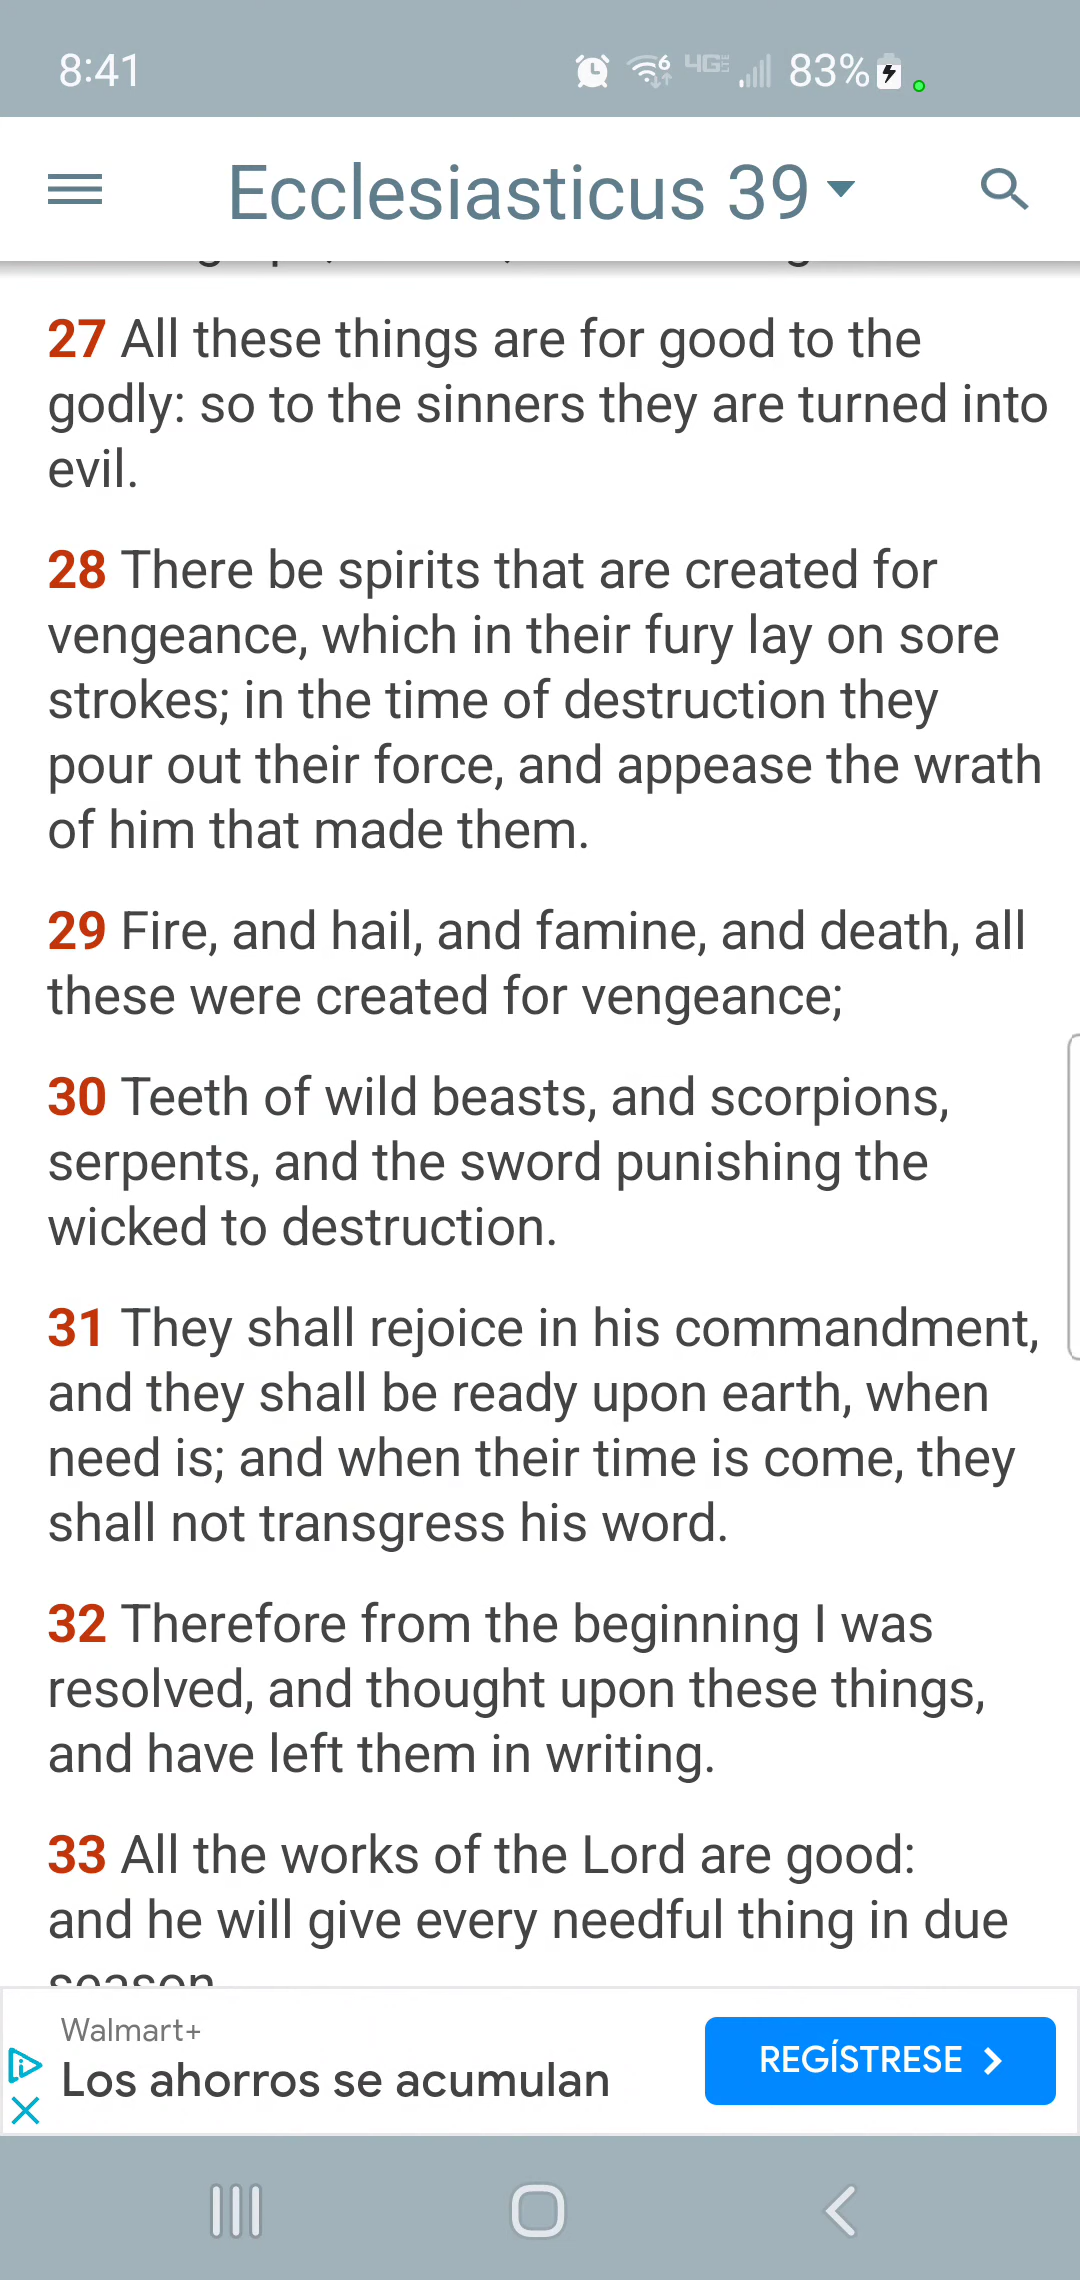 8:41
6 4G LTE 83%
Ecclesiasticus 39
27 All these things are for good to the
godly: so to the sinners they are turned into
evil.
28 There be spirits that are created for
vengeance, which in their fury lay on sore
strokes; in the time of destruction they
pour out their force, and appease the wrath
of him that made them.
29 Fire, and hail, and famine, and death, all
these were created for vengeance;
30 Teeth of wild beasts, and scorpions,
serpents, and the sword punishing the
wicked to destruction.
31 They shall rejoice in his commandment,
and they shall be ready upon earth, when
need is; and when their time is come, they
shall not transgress his word.
32 Therefore from the beginning I was
resolved, and thought upon these things,
and have left them in writing.
33 All the works of the Lord are good:
and he will give every needful thing in due
season
Walmart+
Los ahorros se acumulan
REGÍSTRESE